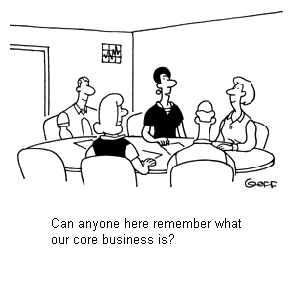 GOFF
Can anyone here remember what
our core business is?